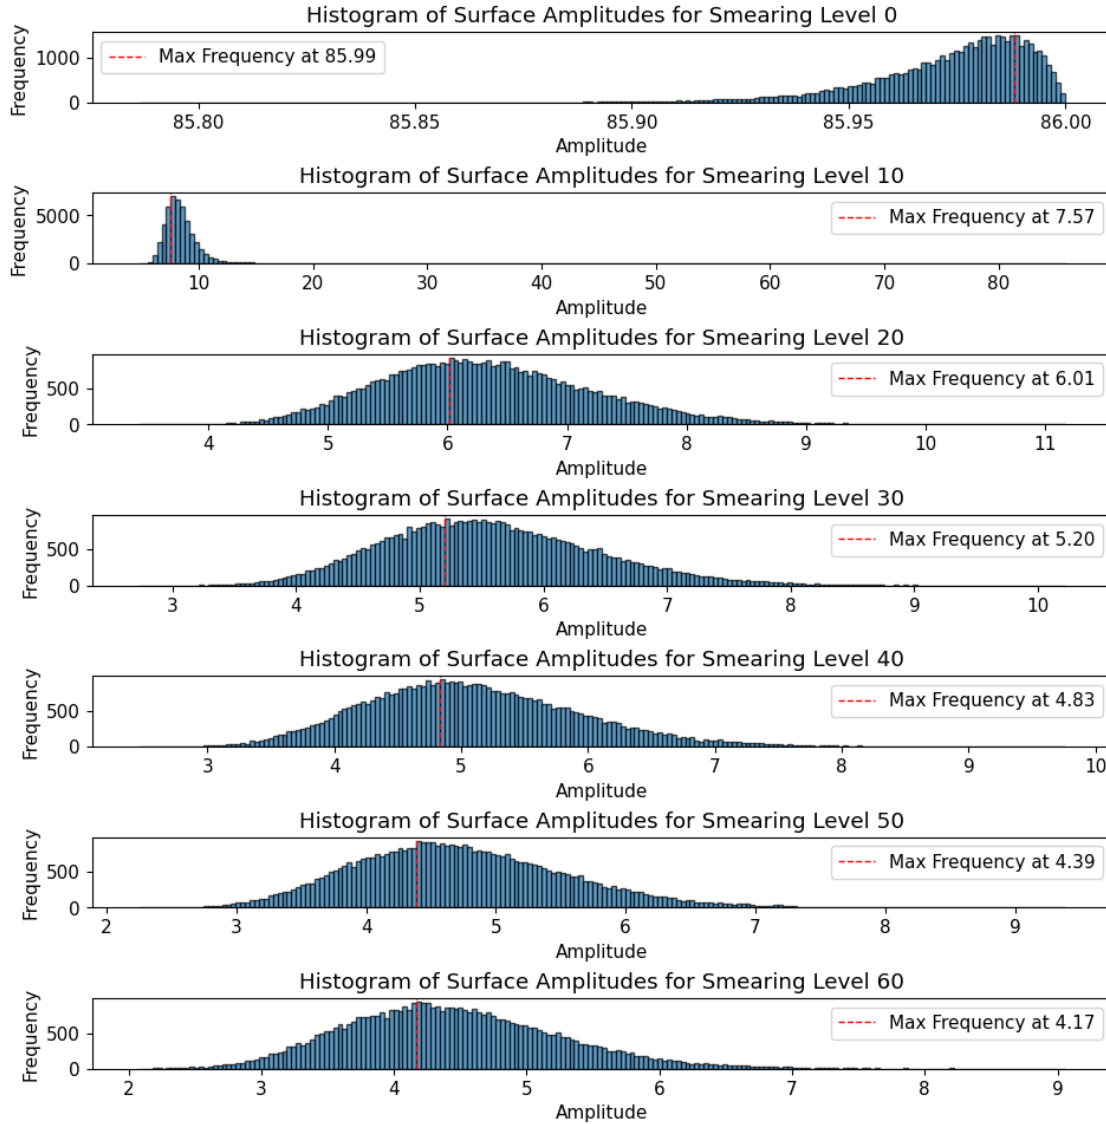 Histogram of Surface Amplitudes for Smearing Level 0
Frequency
1000
0
Max Frequency at 85.99
85.80 85.85 85.90 85.95 86.00
Amplitude
Histogram of Surface Amplitudes for Smearing Level 10
Frequency
5000
0
Max Frequency at 7.57
10 20 30 40 50 60 70 80
Amplitude
Histogram of Surface Amplitudes for Smearing Level 20
Frequency
500
0
Max Frequency at 6.01
4 5 6 7 8 9 10 11
Amplitude
Histogram of Surface Amplitudes for Smearing Level 30
Frequency
500
0
Max Frequency at 5.20
3 4 5 6 7 8 9 10
Amplitude
Histogram of Surface Amplitudes for Smearing Level 40
Frequency
500
0
Max Frequency at 4.83
3 4 5 6 7 8 9 10
Amplitude
Histogram of Surface Amplitudes for Smearing Level 50
Frequency
500
0
Max Frequency at 4.39
2 3 4 5 6 7 8 9
Amplitude
Histogram of Surface Amplitudes for Smearing Level 60
Frequency
500
0
Max Frequency at 4.17
2 3 4 5 6 7 8 9
Amplitude